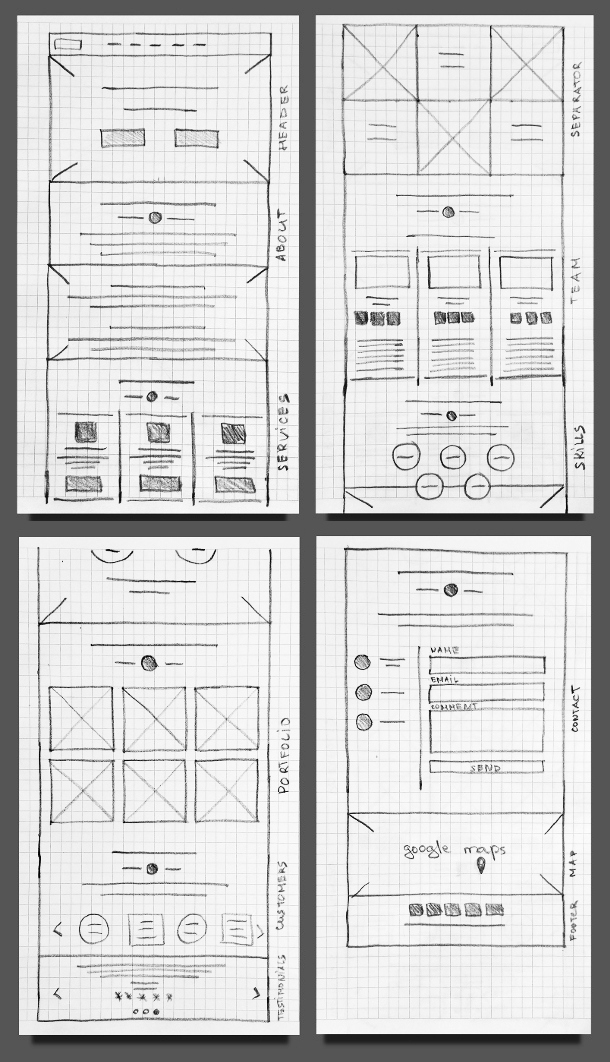 HEADER
ABOUT
SERVICES
SEPARATOR
TEAM
SKILLS
PORTFOLIO
CUSTOMERS
TESTIMONIALS
NAME
EMAIL
COMMENT
SEND
CONTACT
google maps
MAP
FOOTER